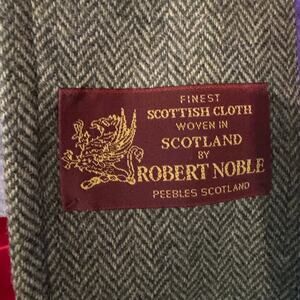 FINEST
SCOTTISH CLOTH
WOVEN IN
SCOTLAND
BY
ROBERT NOBLE
PEEBLES SCOTLAND